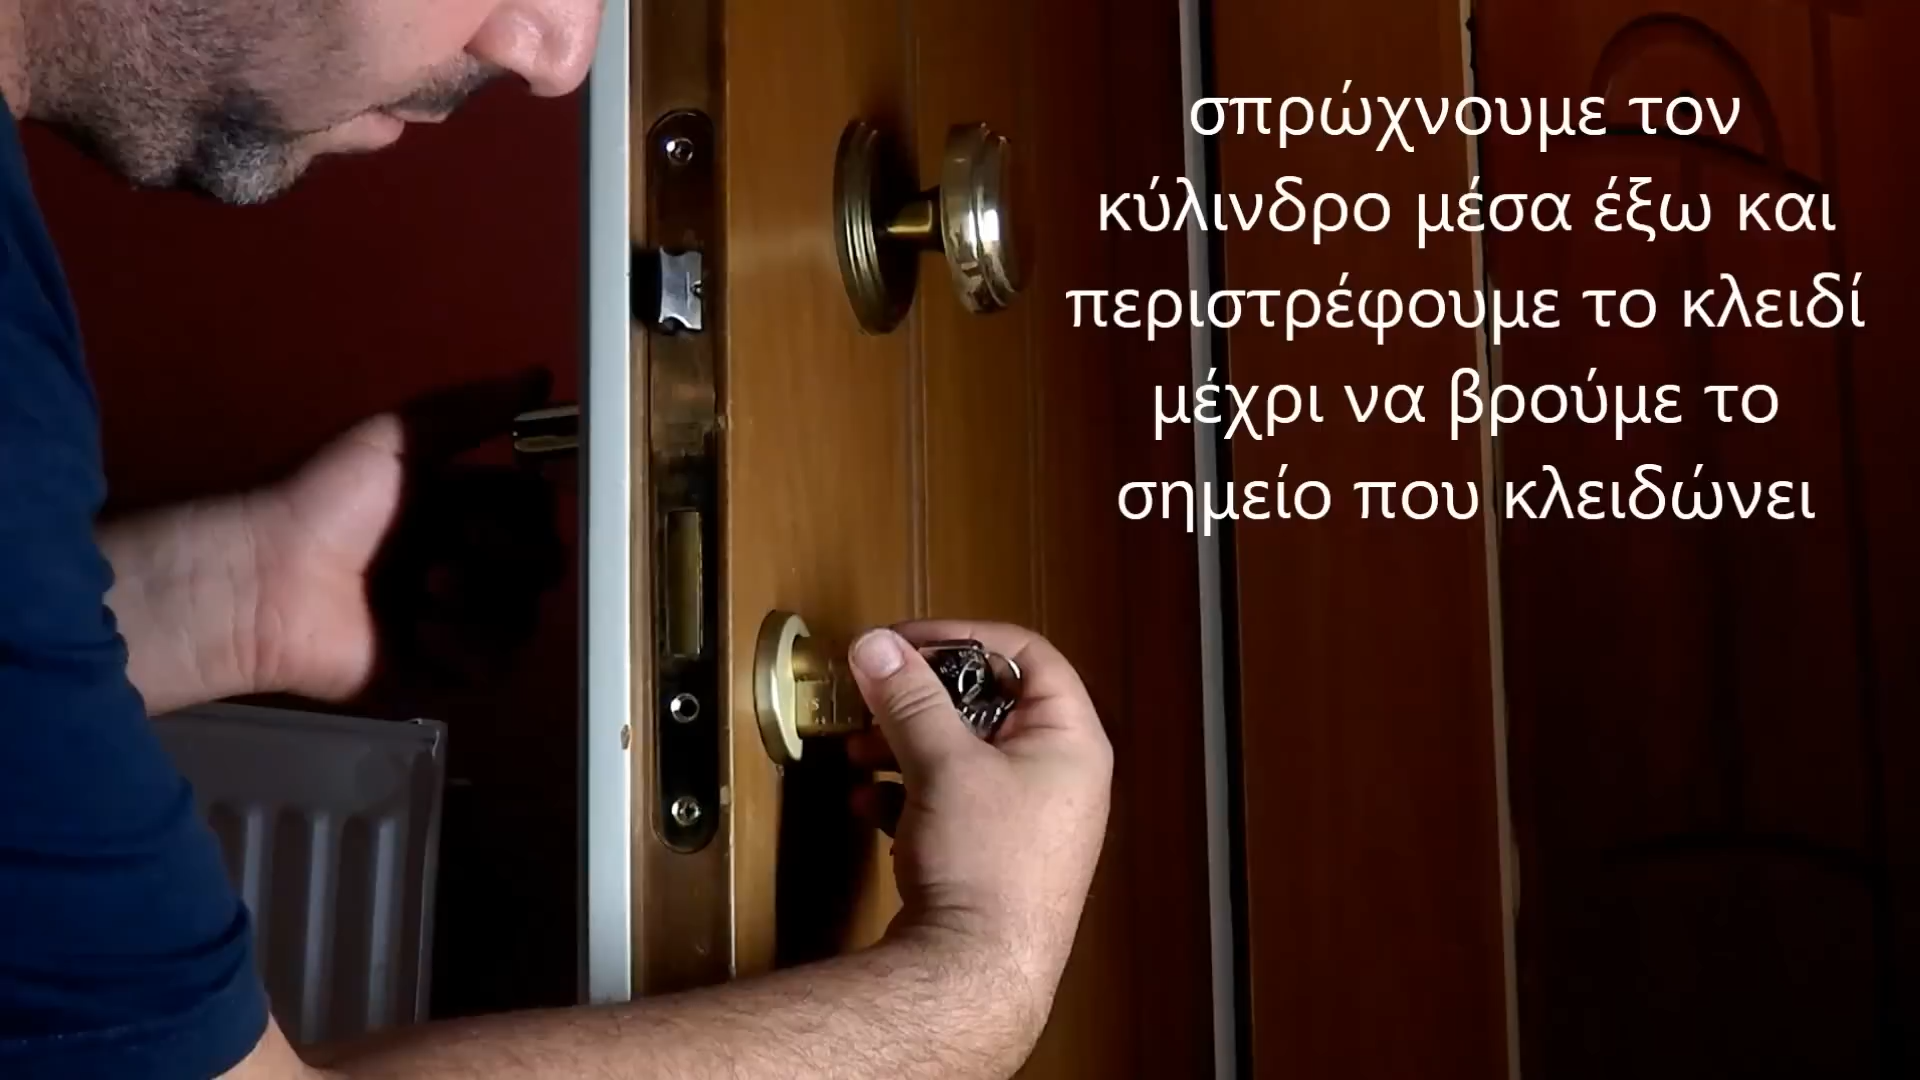 σπρώχνουμε τον
κύλινδρο μέσα έξω και
περιστρέφουμε το κλειδί
μέχρι να βρούμε το
σημείο που κλειδώνει